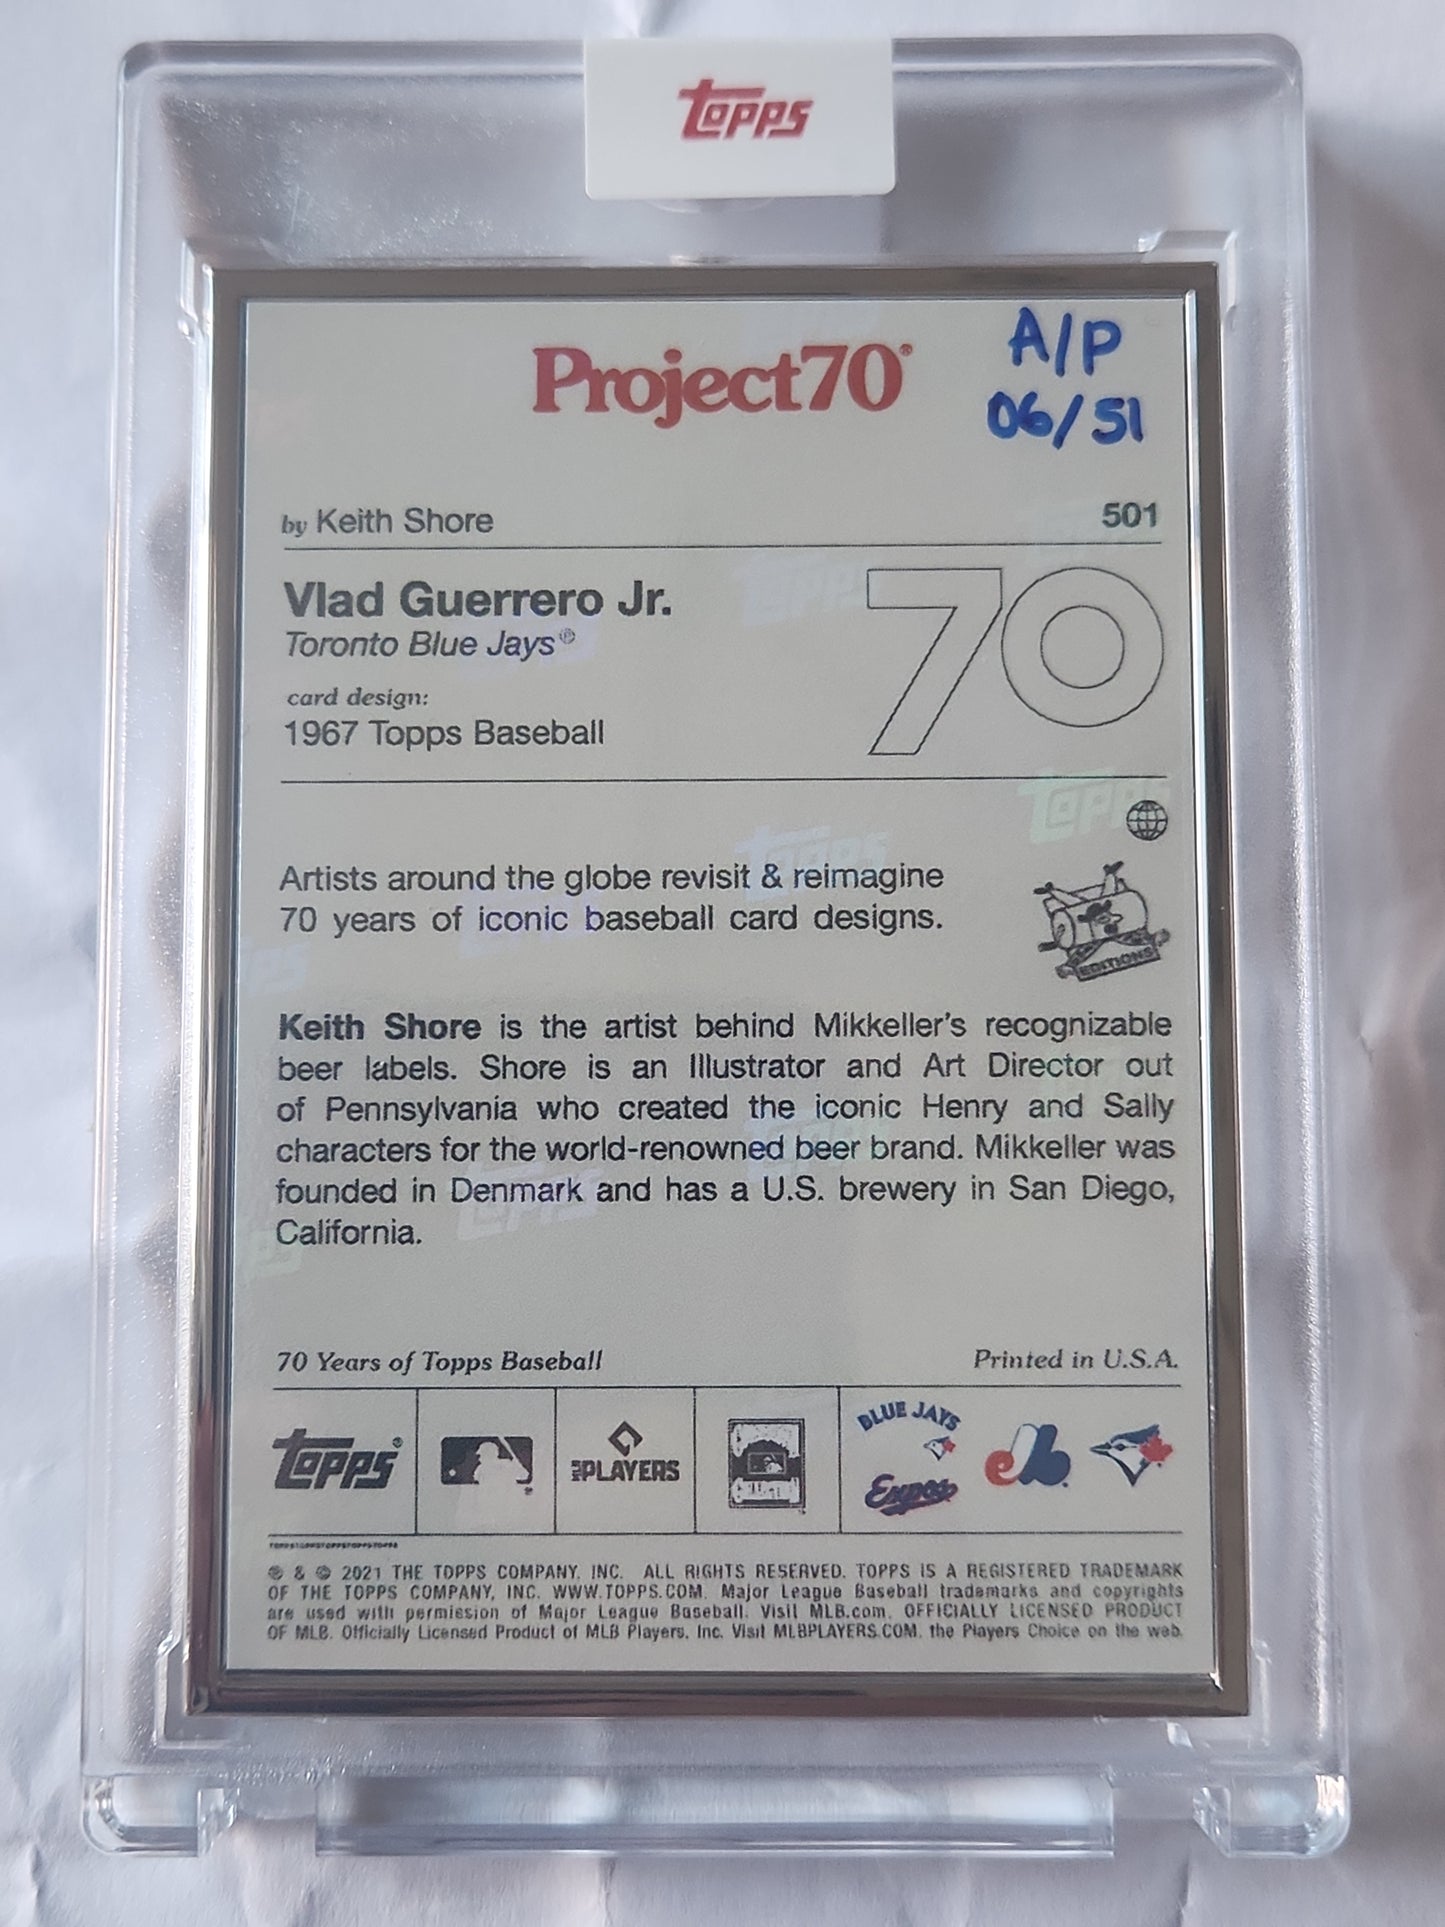 Topps
Project70®
A/P
06/51
by Keith Shore
501
Vlad Guerrero Jr.
Toronto Blue Jays®
card design:
1967 Topps Baseball
70
Artists around the globe revisit & reimagine
70 years of iconic baseball card designs.
EDITIONS
Keith Shore is the artist behind Mikkeller's recognizable
beer labels. Shore is an Illustrator and Art Director out
of Pennsylvania who created the iconic Henry and Sally
characters for the world-renowned beer brand. Mikkeller was
founded in Denmark and has a U.S. brewery in San Diego,
California.
70 Years of Topps Baseball
Printed in U.S.A.
Topps®
MLB PLAYERS
BLUE JAYS
Expos
® & © 2021 THE TOPPS COMPANY, INC. ALL RIGHTS RESERVED. TOPPS IS A REGISTERED TRADEMARK
OF THE TOPPS COMPANY, INC. WWW.TOPPS.COM. Major League Baseball trademarks and copyrights
are used with permission of Major League Baseball. Visit MLB.com. OFFICIALLY LICENSED PRODUCT
OF MLB. Officially Licensed Product of MLB Players, Inc. Visit MLBPLAYERS.COM, the Players Choice on the web.